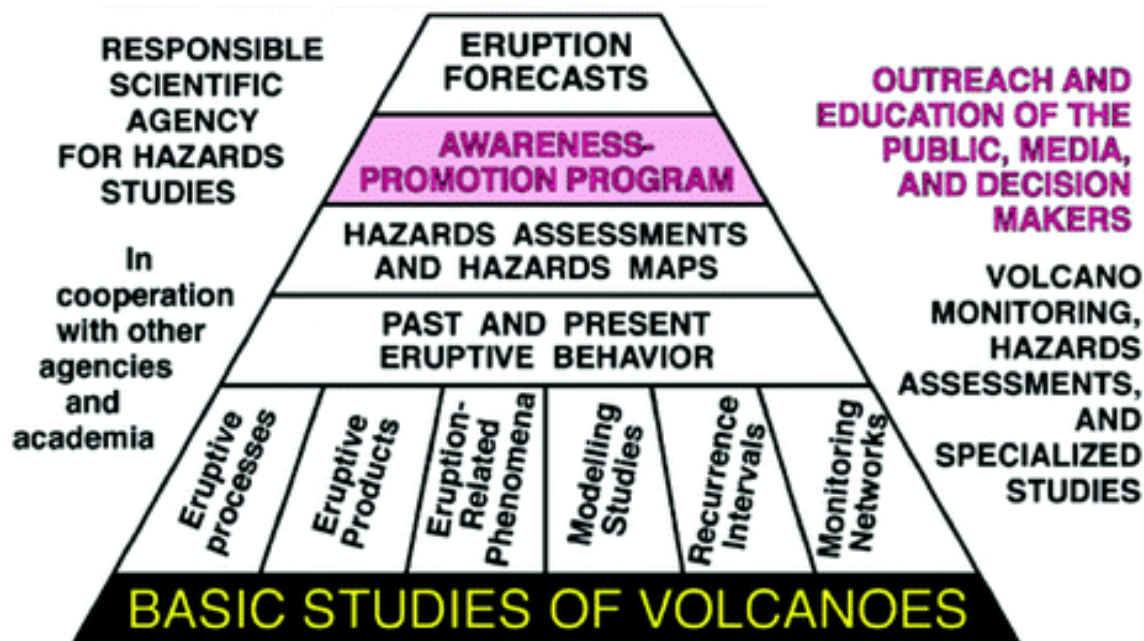 RESPONSIBLE
SCIENTIFIC
AGENCY
FOR HAZARDS
STUDIES
In
cooperation
with other
agencies
and
academia
ERUPTION
FORECASTS
AWARENESS-
PROMOTION PROGRAM
HAZARDS ASSESSMENTS
AND HAZARDS MAPS
PAST AND PRESENT
ERUPTIVE BEHAVIOR
Eruptive
processes
Eruptive
Products
Eruption-
Related
Phenomena
Modelling
Studies
Recurrence
Intervals
Monitoring
Networks
BASIC STUDIES OF VOLCANOES
OUTREACH AND
EDUCATION OF THE
PUBLIC, MEDIA,
AND DECISION
MAKERS
VOLCANO
MONITORING,
HAZARDS
ASSESSMENTS,
AND
SPECIALIZED
STUDIES